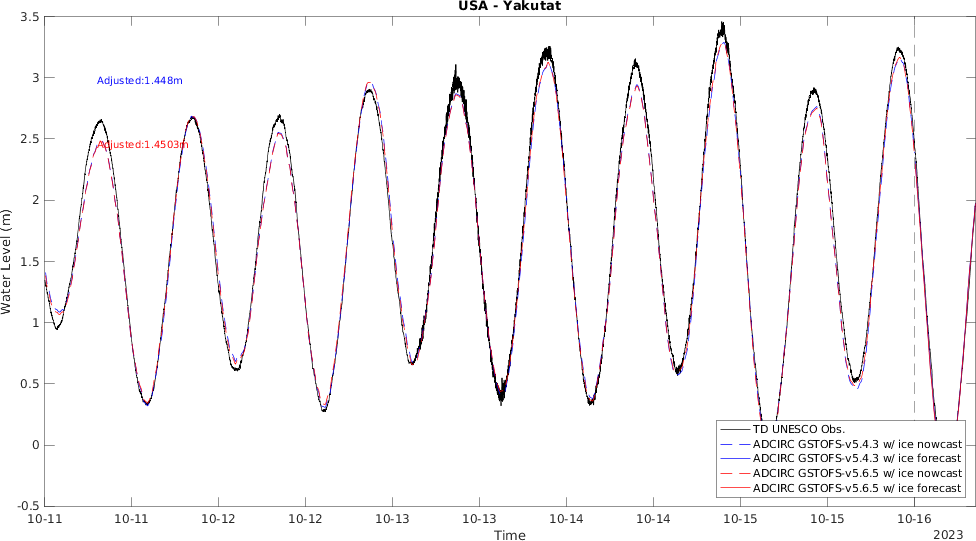 USA - Yakutat
3.5
3
2.5
2
1.5
1
0.5
0
-0.5
Water Level (m)
Adjusted:1.448m
Adjusted:1.4503m
TD UNESCO Obs.
ADCIRC GSTOFS-v5.4.3 w/ ice nowcast
ADCIRC GSTOFS-v5.4.3 w/ ice forecast
ADCIRC GSTOFS-v5.6.5 w/ ice nowcast
ADCIRC GSTOFS-v5.6.5 w/ ice forecast
10-11 10-11 10-12 10-12 10-13 10-13 10-14 10-14 10-15 10-15 10-16
Time
2023